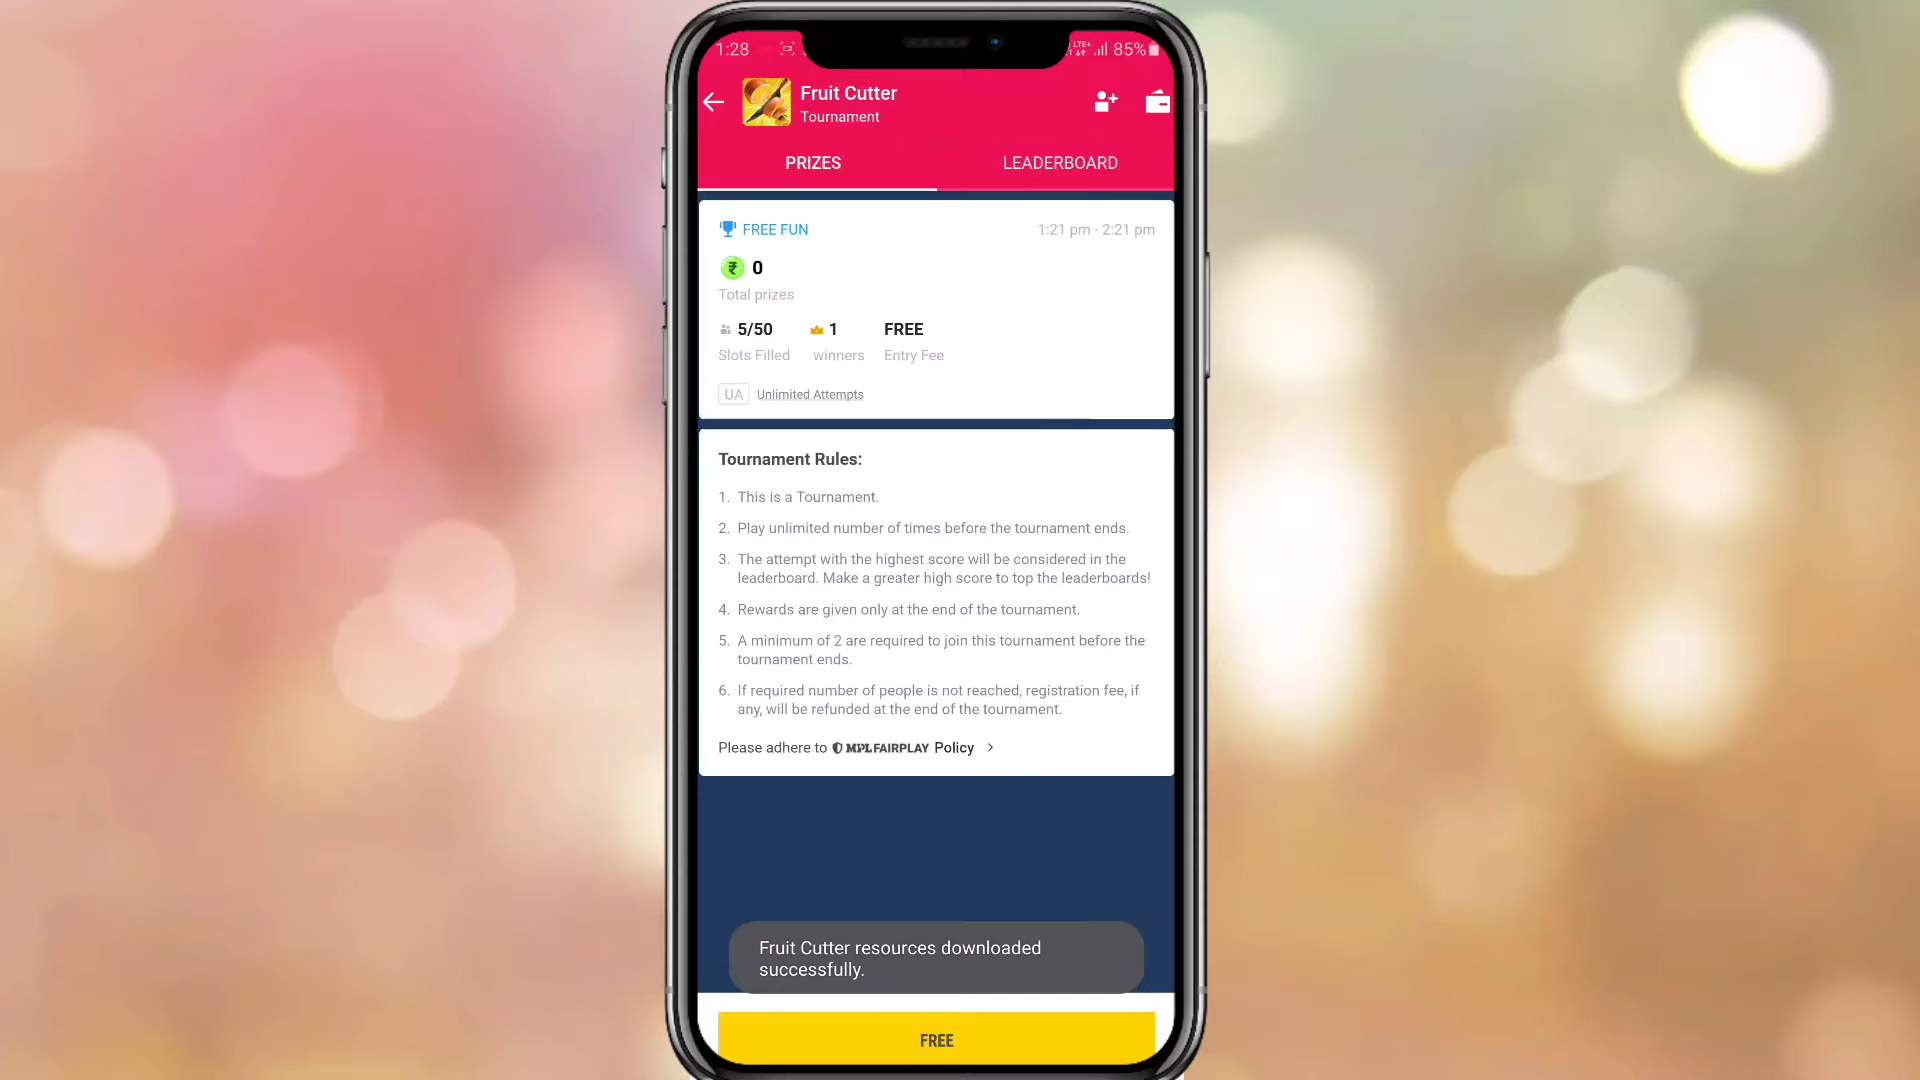 1:28
LTE+ 85%
Fruit Cutter
Tournament
PRIZES LEADERBOARD
FREE FUN 1:21 pm - 2:21 pm
₹ 0
Total prizes
5/50 1 FREE
Slots Filled winners Entry Fee
UA Unlimited Attempts
Tournament Rules:
1. This is a Tournament.
2. Play unlimited number of times before the tournament ends.
3. The attempt with the highest score will be considered in the
leaderboard. Make a greater high score to top the leaderboards!
4. Rewards are given only at the end of the tournament.
5. A minimum of 2 are required to join this tournament before the
tournament ends.
6. If required number of people is not reached, registration fee, if
any, will be refunded at the end of the tournament.
Please adhere to MPL FAIRPLAY Policy >
Fruit Cutter resources downloaded
successfully.
FREE